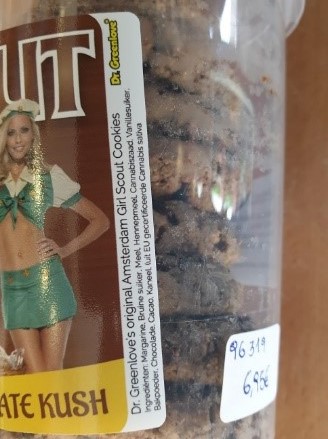 UT
Dr. Greenlove®
Dr. Greenlove's original Amsterdam Girl Scout Cookies
Ingrediënten: Margarine, Bruine suiker, Meel, Hennepmeel, Cannabiszaad, Vanillesuiker,
Bakpoeder, Chocolade, Cacao, Kaneel, (uit EU gecertificeerde Cannabis sativa
ATE KUSH
96319
6,95€